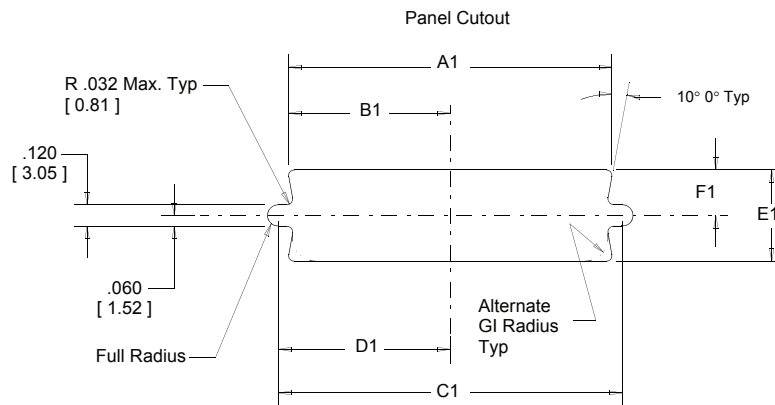 Panel Cutout
A1
R .032 Max. Typ
[ 0.81 ]
10° 0° Typ
B1
.120
[ 3.05 ]
F1
E1
.060
[ 1.52 ]
Alternate
GI Radius
Typ
Full Radius
D1
C1